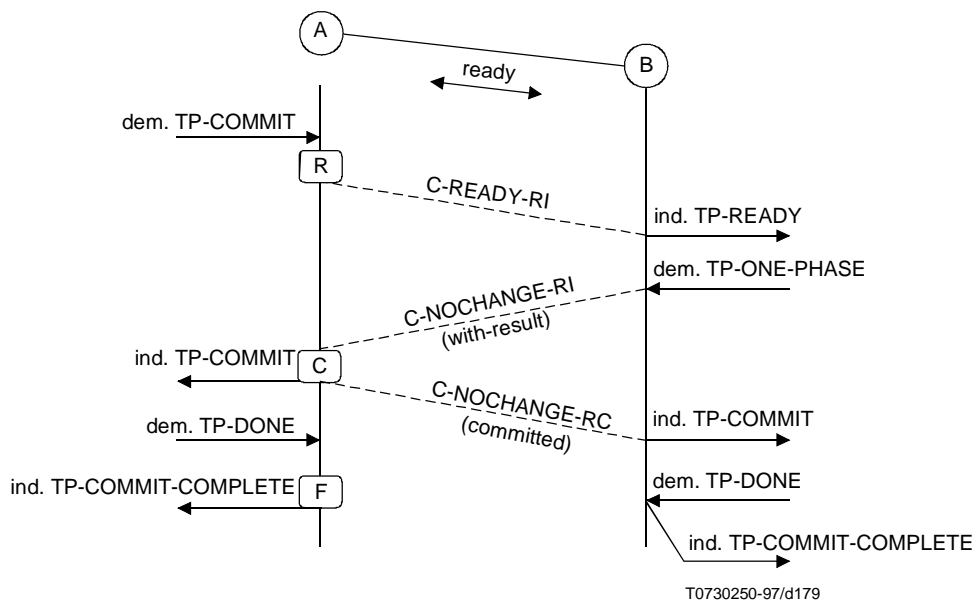 A
B
ready
dem. TP-COMMIT
R
C-READY-RI
ind. TP-READY
dem. TP-ONE-PHASE
C-NOCHANGE-RI
(with-result)
ind. TP-COMMIT
C
C-NOCHANGE-RC
(committed)
dem. TP-DONE
ind. TP-COMMIT
ind. TP-COMMIT-COMPLETE
F
dem. TP-DONE
ind. TP-COMMIT-COMPLETE
T0730250-97/d179